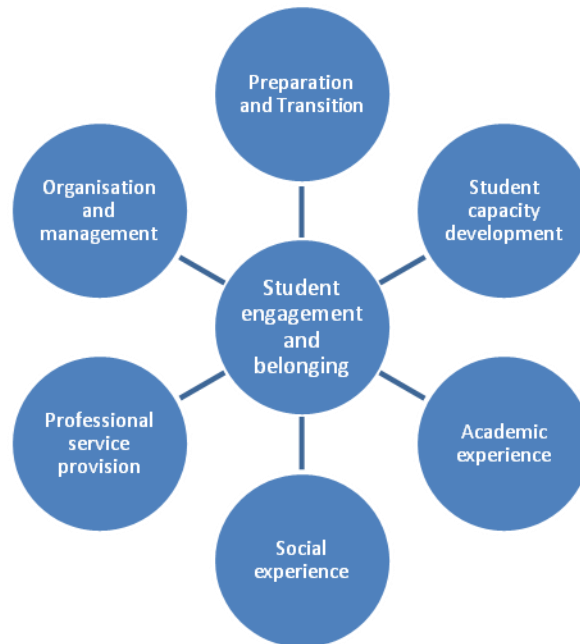 Preparation
and Transition
Organisation
and
management
Student
capacity
development
Student
engagement
and
belonging
Professional
service
provision
Academic
experience
Social
experience